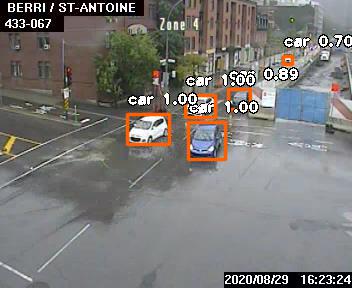 BERRI / ST-ANTOINE
433-067
Zone 4
car 0.70
car 1.00
0.89
car 1.00
car 1.00
2020/08/29 16:23:24